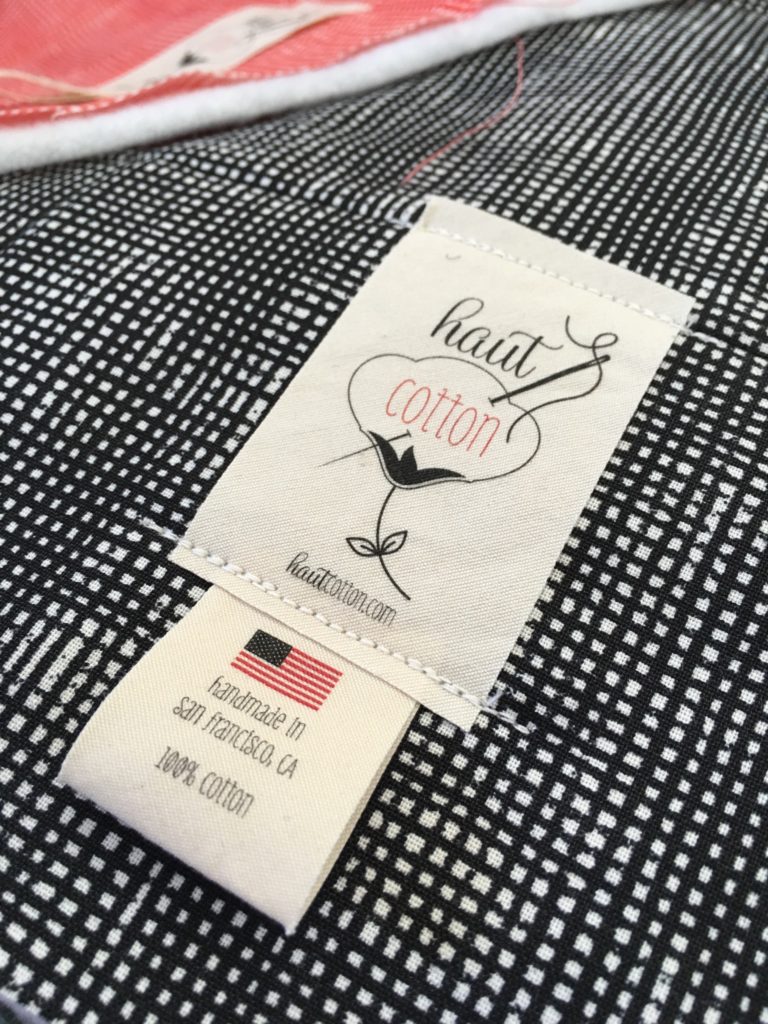 haut
cotton
hautcotton.com
handmade in
san francisco, CA
100% cotton